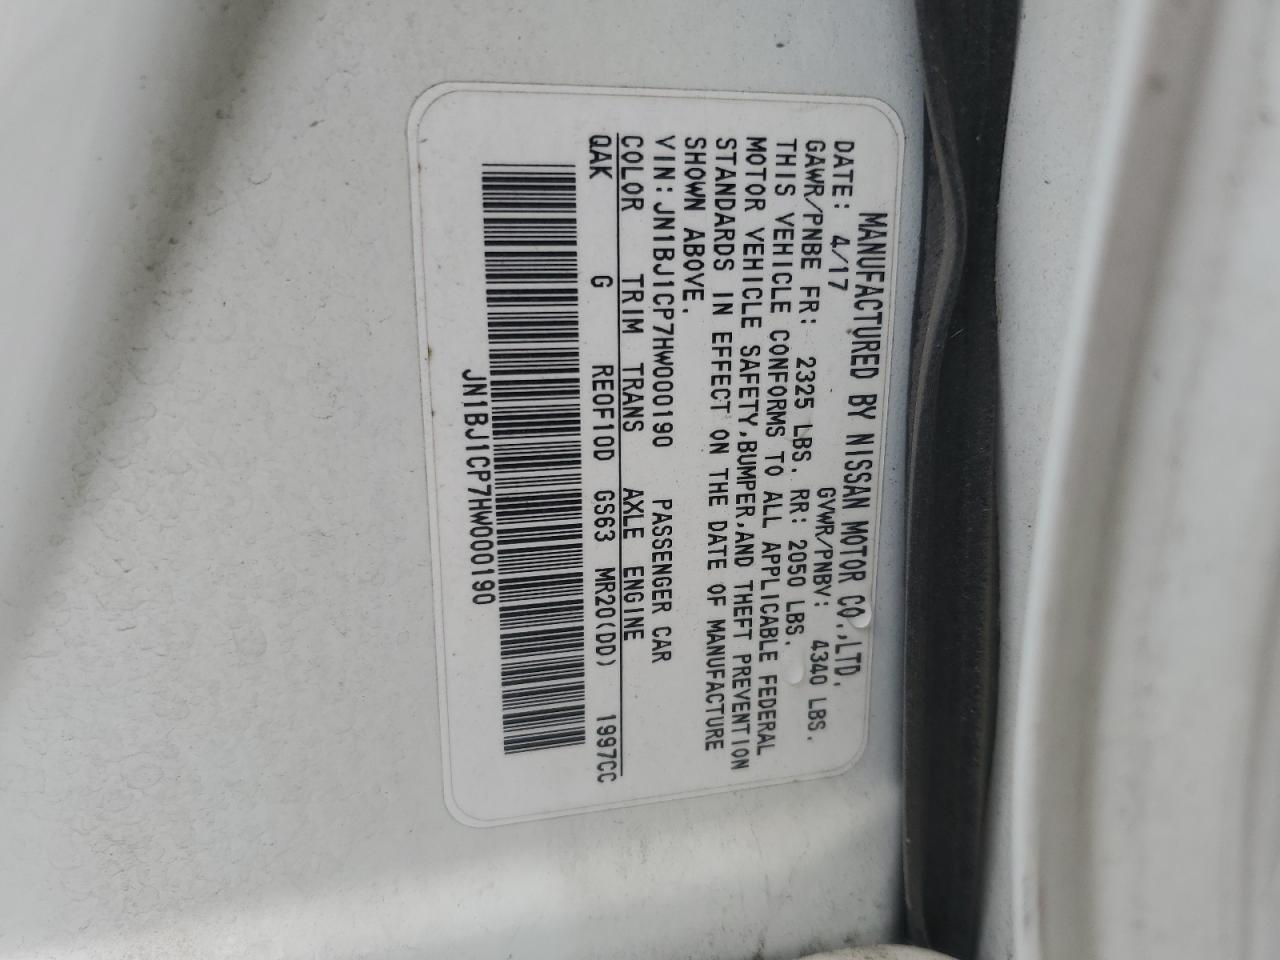 MANUFACTURED BY NISSAN MOTOR CO.,LTD.
DATE: 4/17 GVWR/PNBV: 4340 LBS.
GAWR/PNBE FR: 2325 LBS. RR: 2050 LBS.
THIS VEHICLE CONFORMS TO ALL APPLICABLE FEDERAL
MOTOR VEHICLE SAFETY,BUMPER,AND THEFT PREVENTION
STANDARDS IN EFFECT ON THE DATE OF MANUFACTURE
SHOWN ABOVE.
VIN:JN1BJ1CP7HW000190 PASSENGER CAR
COLOR TRIM TRANS AXLE ENGINE
QAK G RE0F10D GS63 MR20(DD) 1997CC
JN1BJ1CP7HW000190